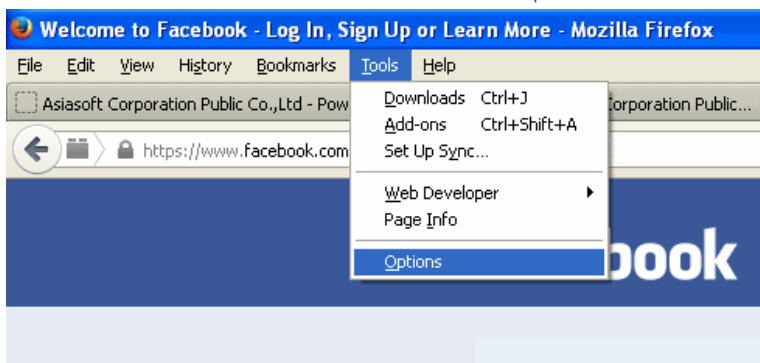 Welcome to Facebook - Log In, Sign Up or Learn More - Mozilla Firefox
File Edit View History Bookmarks Tools Help
Asiasoft Corporation Public Co.,Ltd - Pow
Corporation Public...
Downloads Ctrl+J
Add-ons Ctrl+Shift+A
Set Up Sync...
https://www.facebook.com
Web Developer
Page Info
Options
book